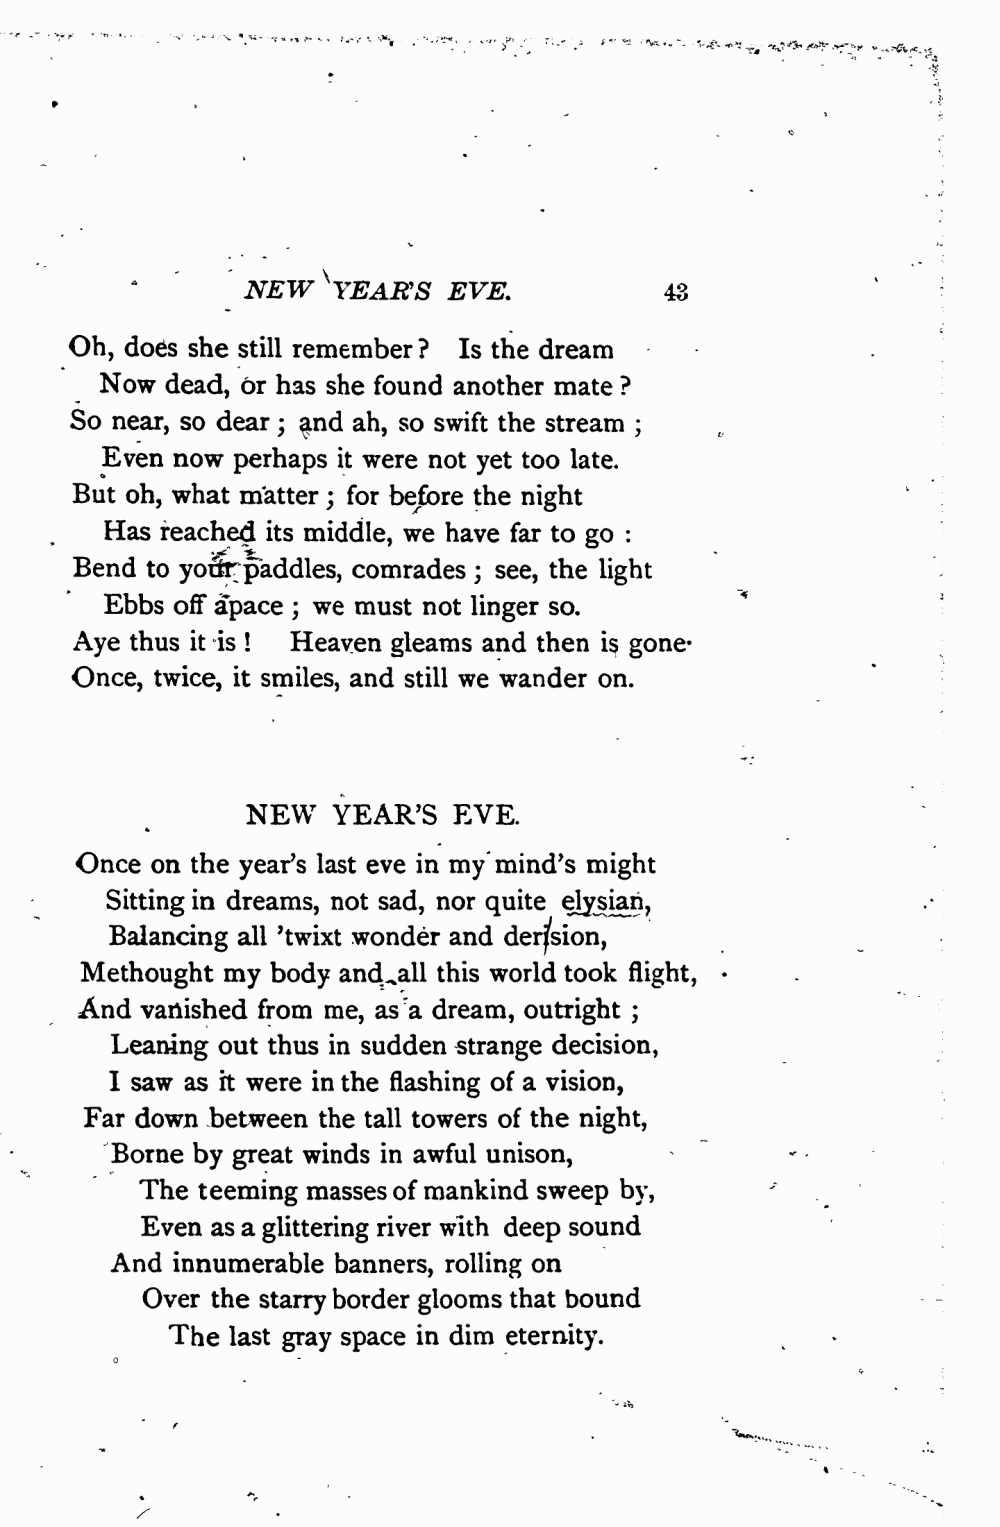 NEW YEAR'S EVE. 43
Oh, does she still remember? Is the dream
Now dead, or has she found another mate?
So near, so dear; and ah, so swift the stream;
Even now perhaps it were not yet too late.
But oh, what matter; for before the night
Has reached its middle, we have far to go:
Bend to your paddles, comrades; see, the light
Ebbs off apace; we must not linger so.
Aye thus it is! Heaven gleams and then is gone
Once, twice, it smiles, and still we wander on.
NEW YEAR'S EVE.
Once on the year's last eve in my mind's might
Sitting in dreams, not sad, nor quite elysian,
Balancing all 'twixt wonder and derision,
Methought my body and all this world took flight,
And vanished from me, as a dream, outright;
Leaning out thus in sudden strange decision,
I saw as it were in the flashing of a vision,
Far down between the tall towers of the night,
Borne by great winds in awful unison,
The teeming masses of mankind sweep by,
Even as a glittering river with deep sound
And innumerable banners, rolling on
Over the starry border glooms that bound
The last gray space in dim eternity.